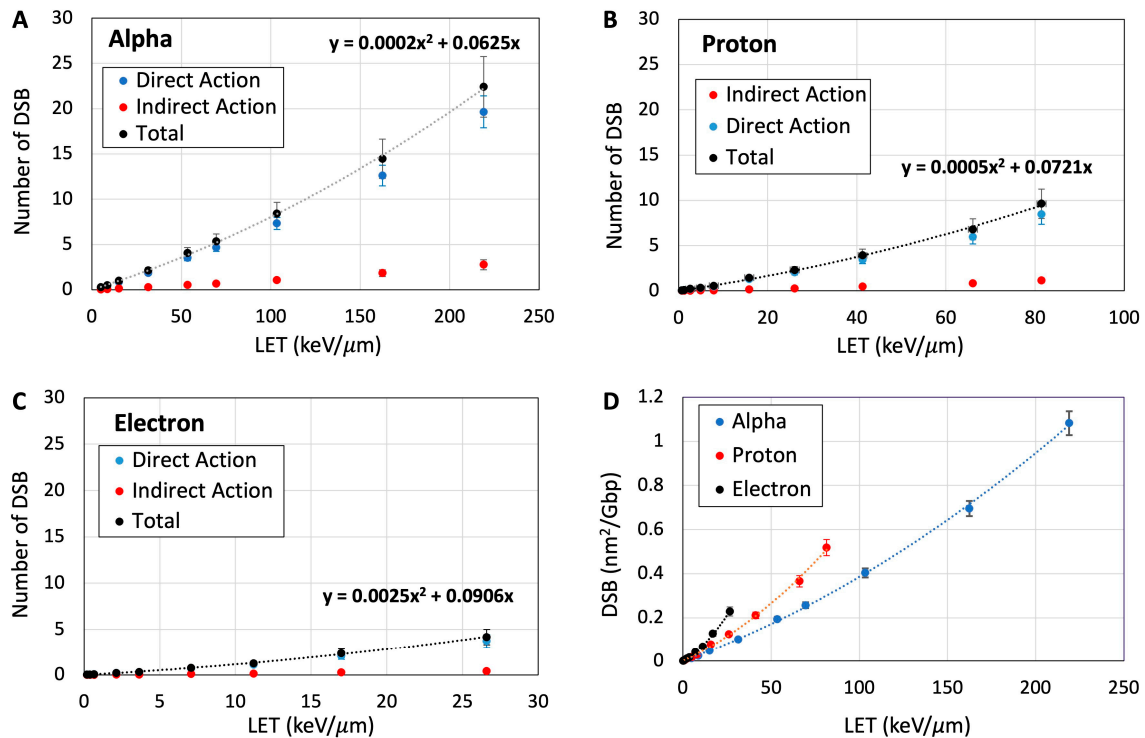 A
Alpha
y = 0.0002x² + 0.0625x
Direct Action
Indirect Action
Total
Number of DSB
30
25
20
15
10
5
0
0 50 100 150 200 250
LET (keV/μm)
B
Proton
Indirect Action
Direct Action
Total
y = 0.0005x² + 0.0721x
Number of DSB
30
25
20
15
10
5
0
0 20 40 60 80 100
LET (keV/μm)
C
Electron
Direct Action
Indirect Action
Total
y = 0.0025x² + 0.0906x
Number of DSB
30
25
20
15
10
5
0
0 5 10 15 20 25 30
LET (keV/μm)
D
Alpha
Proton
Electron
DSB (nm²/Gbp)
1.2
1
0.8
0.6
0.4
0.2
0
0 50 100 150 200 250
LET (keV/μm)